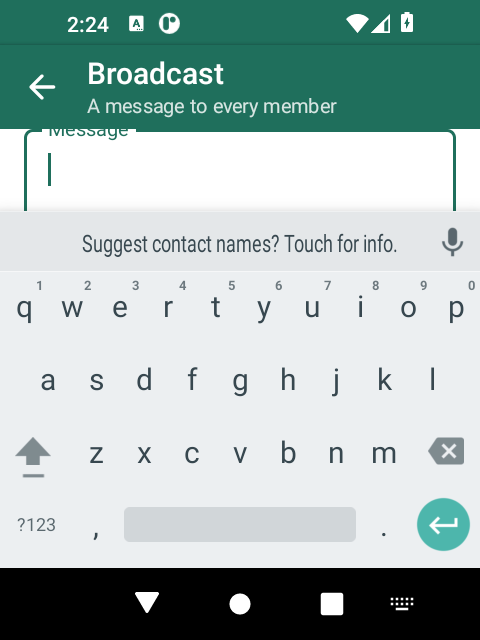 2:24
Broadcast
A message to every member
Message
Suggest contact names? Touch for info.
1 2 3 4 5 6 7 8 9 0
q w e r t y u i o p
a s d f g h j k l
z x c v b n m
?123 , .